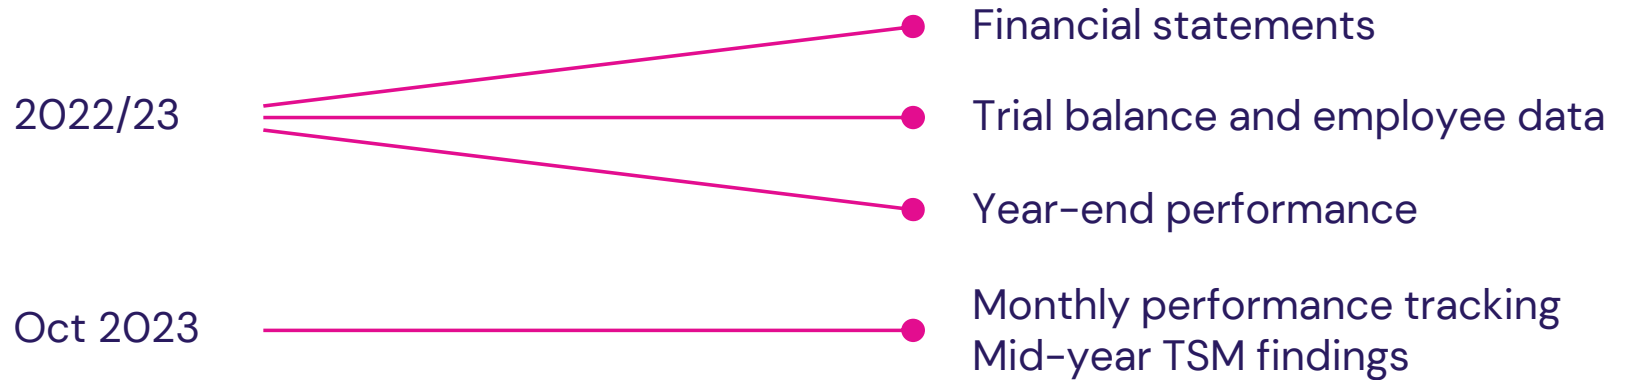 2022/23
Financial statements
Trial balance and employee data
Year-end performance
Oct 2023
Monthly performance tracking
Mid-year TSM findings